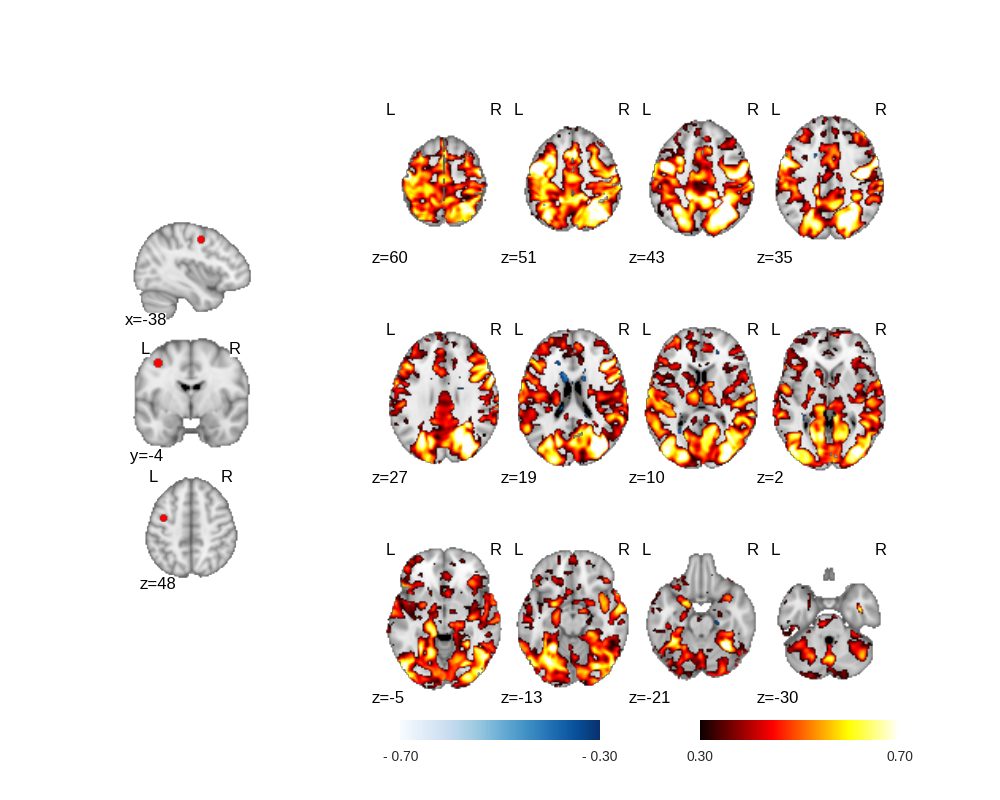 L R L R L R L R
z=60 z=51 z=43 z=35
x=-38
L R L R L R L R
L R
y=-4
L R
z=27 z=19 z=10 z=2
z=48
L R L R L R L R
z=-5 z=-13 z=-21 z=-30
- 0.70 - 0.30 0.30 0.70